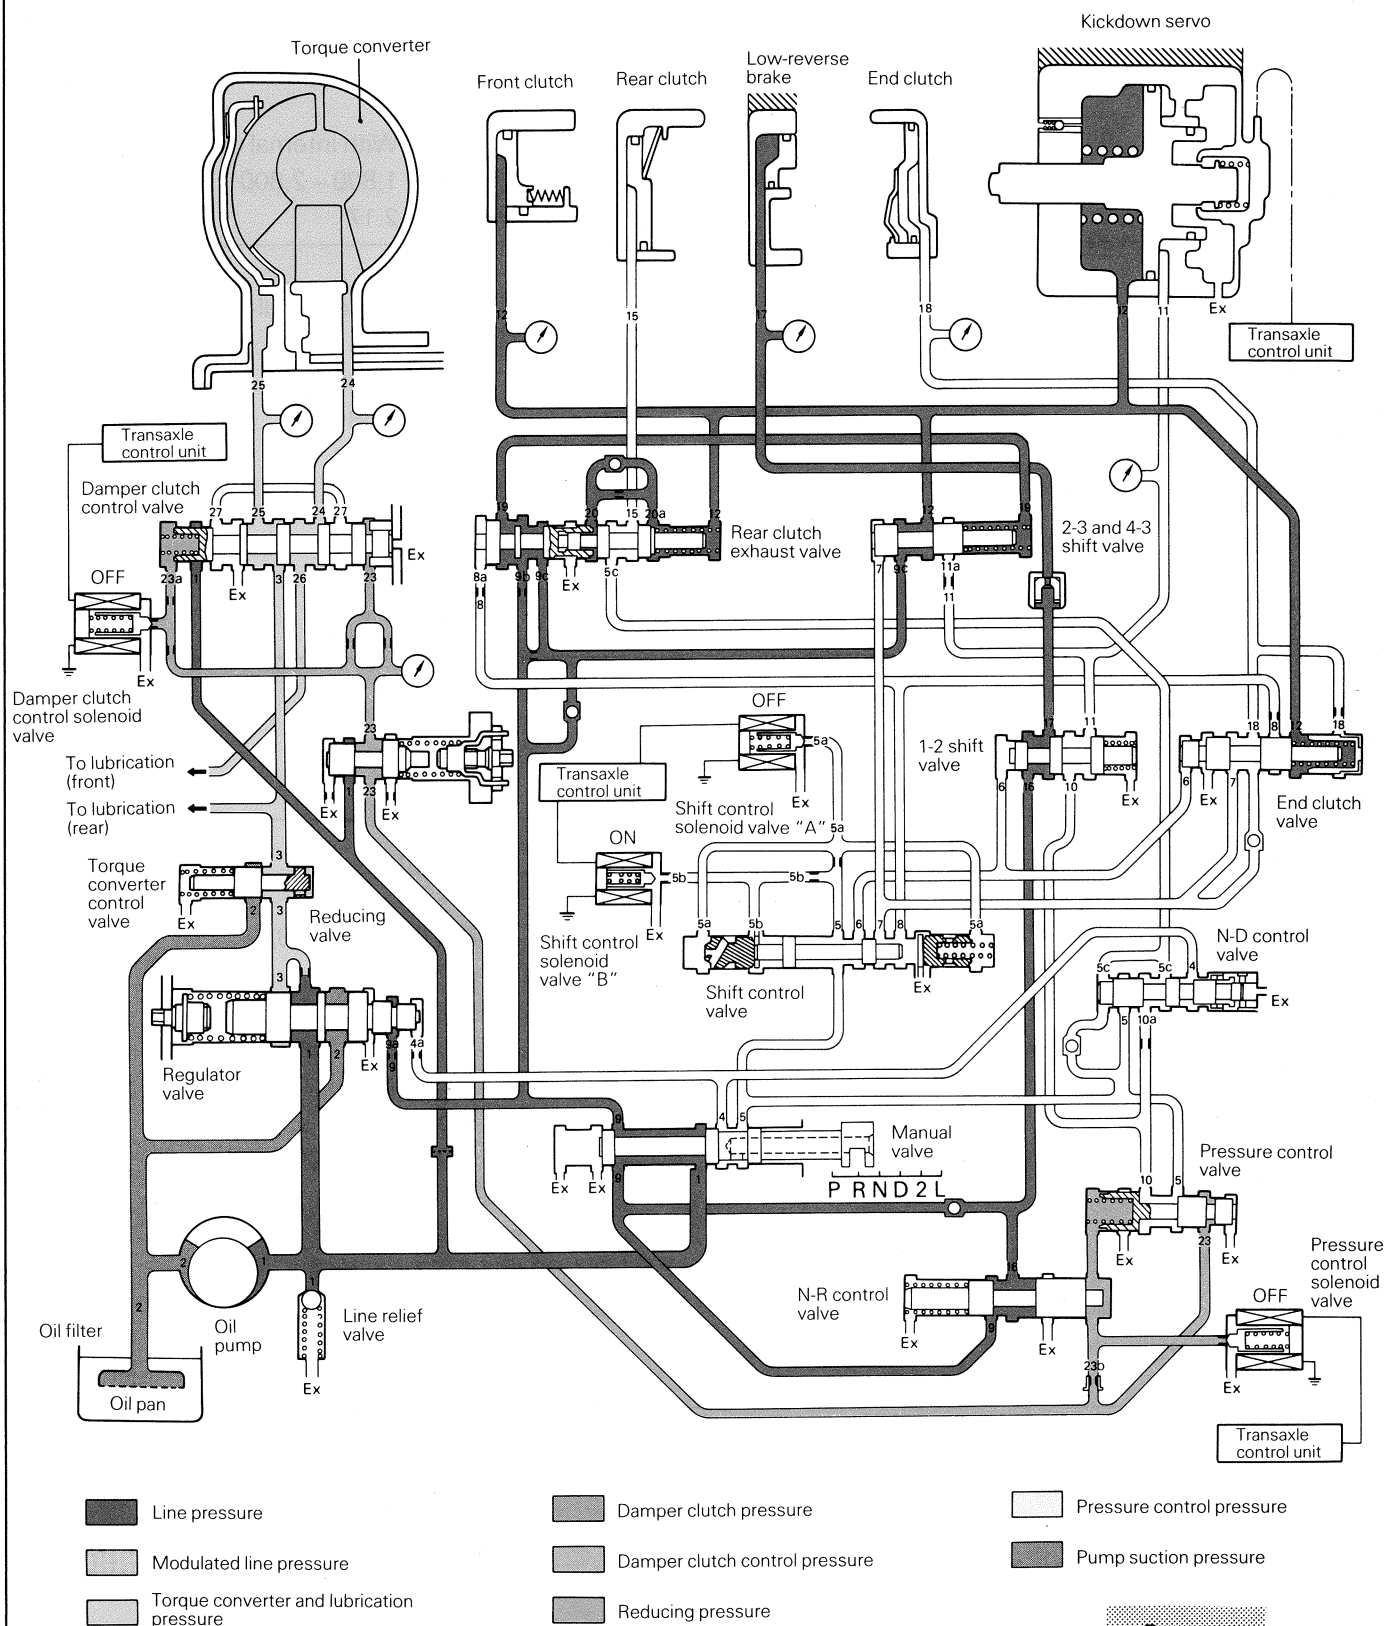 Kickdown servo
Torque converter
Low-reverse
brake
Front clutch
Rear clutch
End clutch
12
15
17
18
12
11
Ex
Transaxle
control unit
25
24
Transaxle
control unit
Damper clutch
control valve
27
25
24
27
19
20
15
20a
12
12
19
Rear clutch
exhaust valve
2-3 and 4-3
shift valve
Ex
OFF
23a
1
Ex
3
26
23
8a
8
9b
9c
Ex
5c
7
9c
11a
11
Ex
Damper clutch
control solenoid
valve
OFF
23
17
11
18
8
12
18
5a
1-2 shift
valve
To lubrication
(front)
Transaxle
control unit
Ex
1
23
Ex
Ex
6
16
10
Ex
6
Ex
7
End clutch
valve
To lubrication
(rear)
Shift control
solenoid valve "A"
5a
ON
3
Torque
converter
control
valve
5b
5b
Ex
2
3
Reducing
valve
Ex
5a
5b
5
6
7
8
5a
N-D control
valve
Shift control
solenoid
valve "B"
5c
5c
4
3
Ex
Shift control
valve
Ex
5
10a
1
2
Ex
9a
9
4a
Regulator
valve
9
4
5
Manual
valve
Pressure control
valve
Ex
Ex
9
1
P R N D 2 L
10
5
23
Ex
Ex
Pressure
control
solenoid
valve
2
1
16
OFF
1
N-R control
valve
2
Line relief
valve
Oil filter
Oil
pump
Ex
9
Ex
23b
Ex
Ex
Oil pan
Transaxle
control unit
Line pressure
Damper clutch pressure
Pressure control pressure
Modulated line pressure
Damper clutch control pressure
Pump suction pressure
Torque converter and lubrication
pressure
Reducing pressure